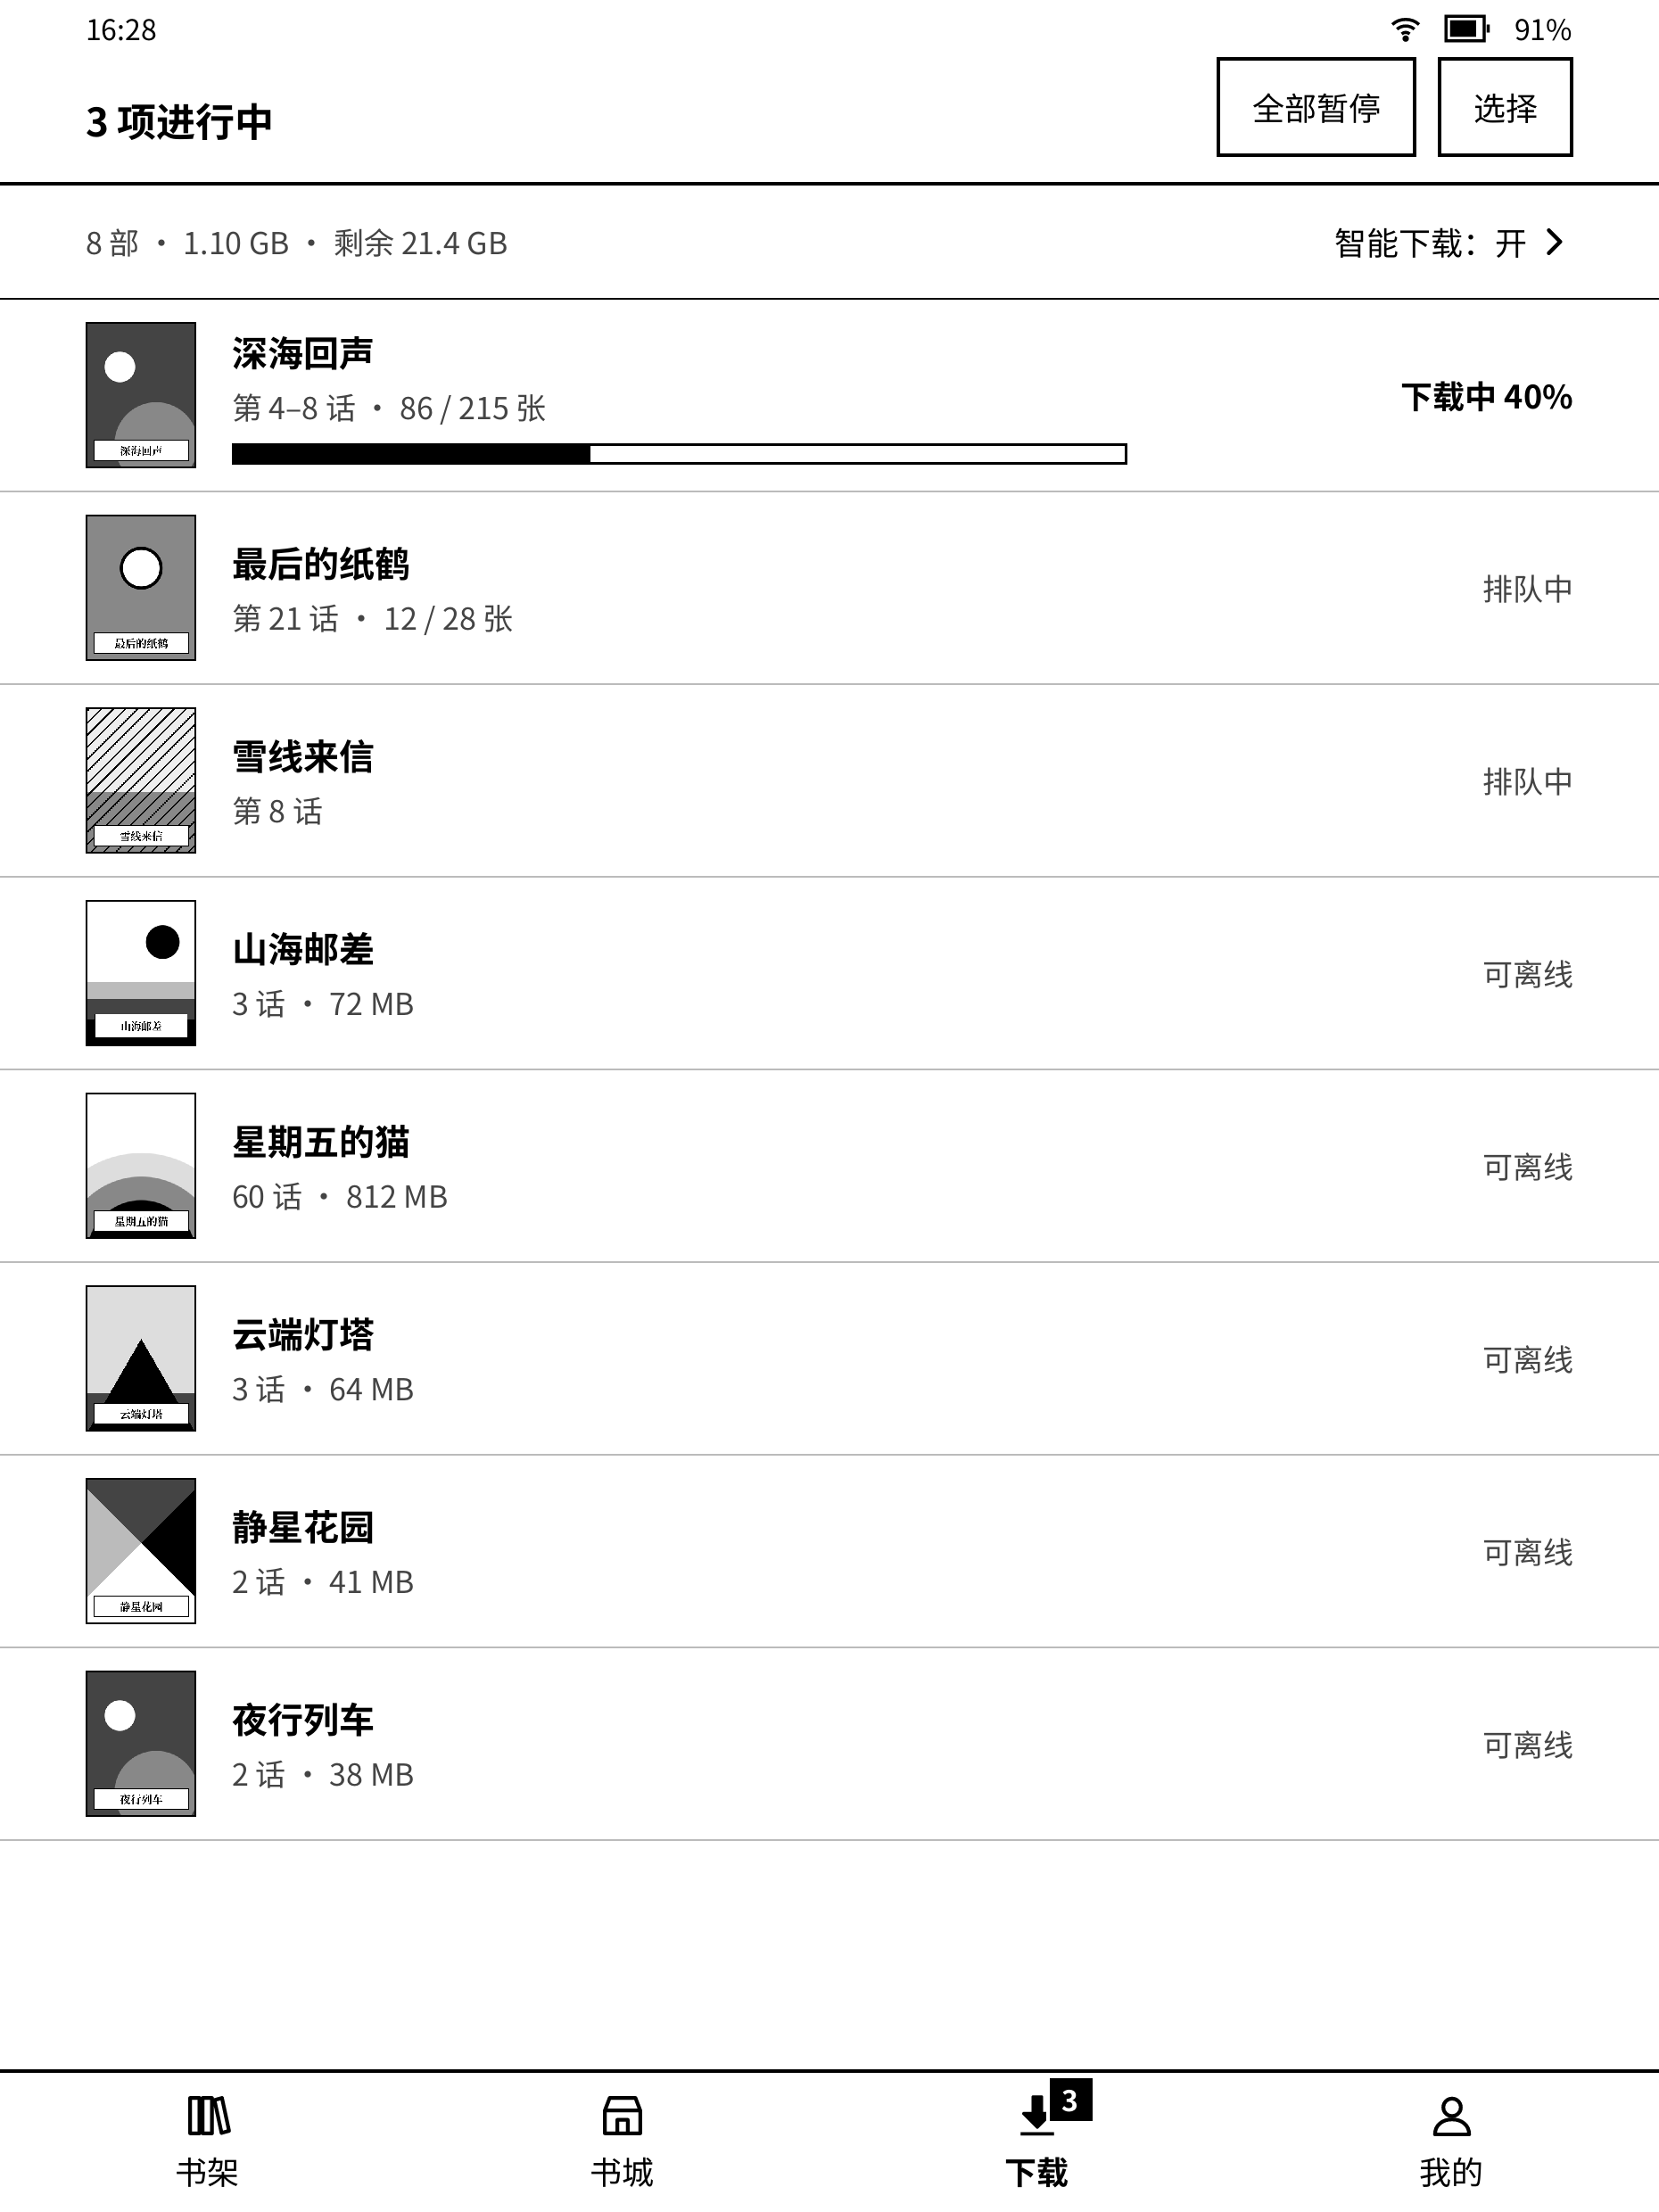 16:28
91%
3 项进行中
全部暂停
选择
8 部 · 1.10 GB · 剩余 21.4 GB
智能下载：开
深海回声
深海回声
第 4–8 话 · 86 / 215 张
下载中 40%
最后的纸鹤
最后的纸鹤
第 21 话 · 12 / 28 张
排队中
雪线来信
雪线来信
第 8 话
排队中
山海邮差
山海邮差
3 话 · 72 MB
可离线
星期五的猫
星期五的猫
60 话 · 812 MB
可离线
云端灯塔
云端灯塔
3 话 · 64 MB
可离线
静星花园
静星花园
2 话 · 41 MB
可离线
夜行列车
夜行列车
2 话 · 38 MB
可离线
书架
书城
3
下载
我的